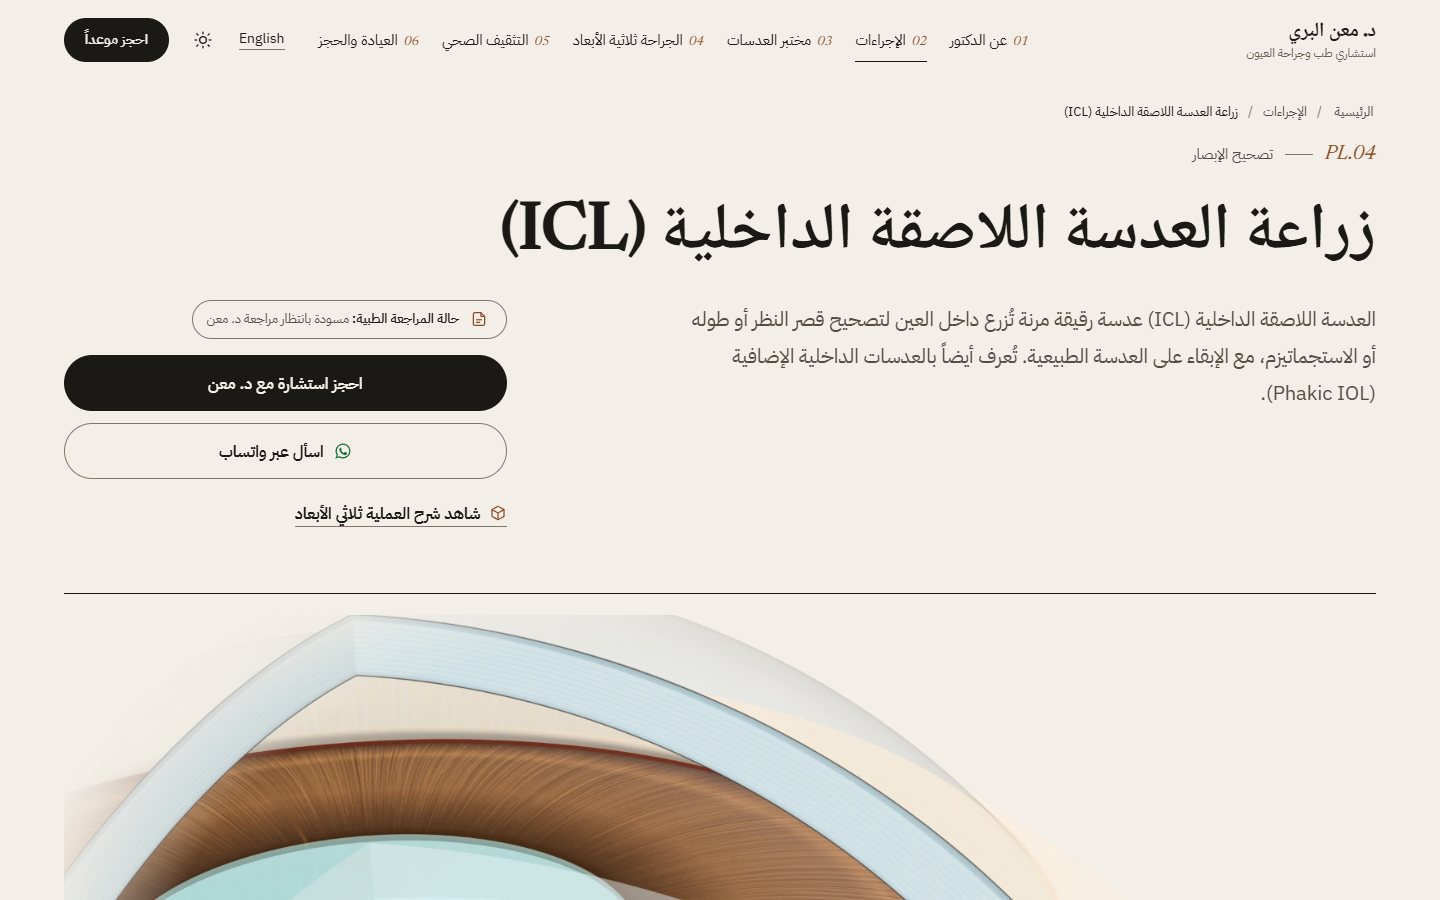 د. معن البري
استشاري طب وجراحة العيون
01 عن الدكتور
02 الإجراءات
03 مختبر العدسات
04 الجراحة ثلاثية الأبعاد
05 التثقيف الصحي
06 العيادة والحجز
English
احجز موعداً
الرئيسية / الإجراءات / زراعة العدسة اللاصقة الداخلية (ICL)
PL.04 — تصحيح الإبصار
زراعة العدسة اللاصقة الداخلية (ICL)
العدسة اللاصقة الداخلية (ICL) عدسة رقيقة مرنة تُزرع داخل العين لتصحيح قصر النظر أو طوله
أو الاستجماتيزم، مع الإبقاء على العدسة الطبيعية. تُعرف أيضاً بالعدسات الداخلية الإضافية
(Phakic IOL).
حالة المراجعة الطبية: مسودة بانتظار مراجعة د. معن
احجز استشارة مع د. معن
اسأل عبر واتساب
شاهد شرح العملية ثلاثي الأبعاد